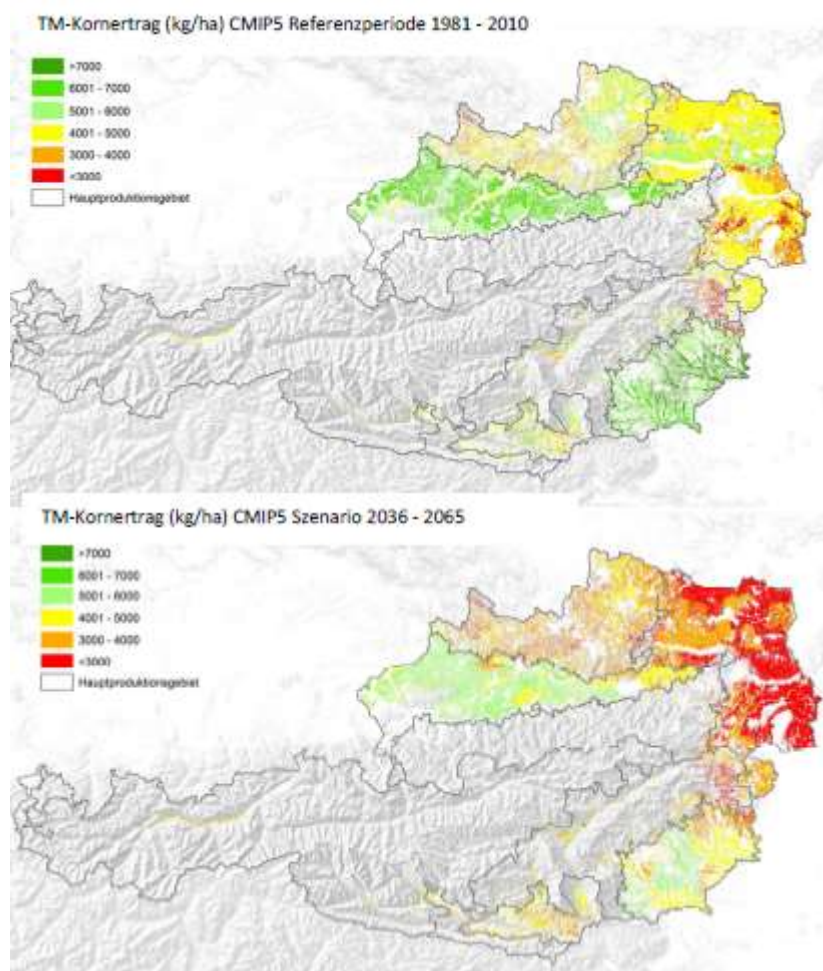 TM-Kornertrag (kg/ha) CMIP5 Referenzperiode 1981 - 2010
>7000
6001 - 7000
5001 - 6000
4001 - 5000
3000 - 4000
<3000
Hauptproduktionsgebiet
TM-Kornertrag (kg/ha) CMIP5 Szenario 2036 - 2065
>7000
6001 - 7000
5001 - 6000
4001 - 5000
3000 - 4000
<3000
Hauptproduktionsgebiet